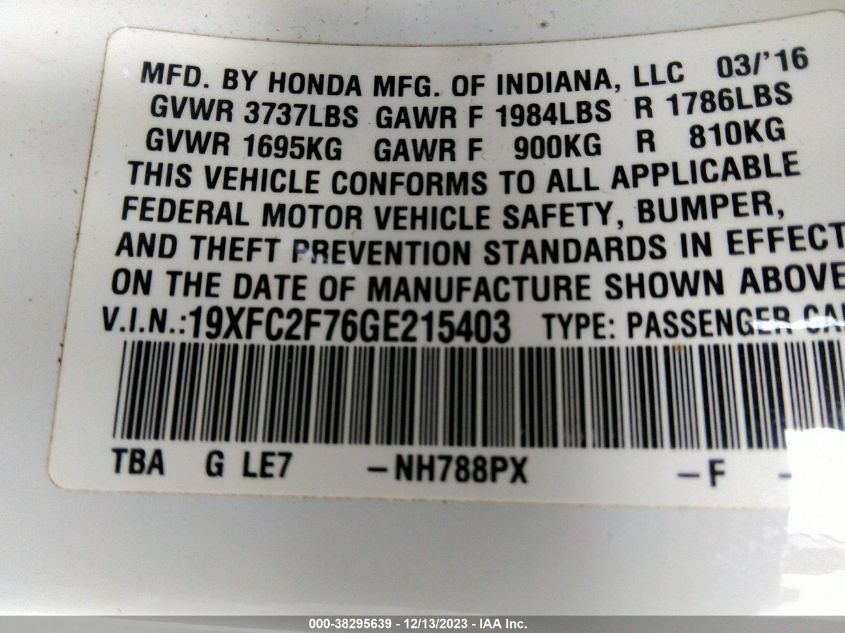 MFD. BY HONDA MFG. OF INDIANA, LLC 03/'16
GVWR 3737LBS GAWR F 1984LBS R 1786LBS
GVWR 1695KG GAWR F 900KG R 810KG
THIS VEHICLE CONFORMS TO ALL APPLICABLE
FEDERAL MOTOR VEHICLE SAFETY, BUMPER,
AND THEFT PREVENTION STANDARDS IN EFFECT
ON THE DATE OF MANUFACTURE SHOWN ABOVE
V.I.N.:19XFC2F76GE215403 TYPE: PASSENGER CA
TBA G LE7 -NH788PX -F -
000-38295639 - 12/13/2023 - IAA Inc.